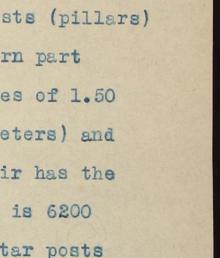 sts (pillars)
rn part
es of 1.50
eters) and
ir has the
is 6200
tar posts